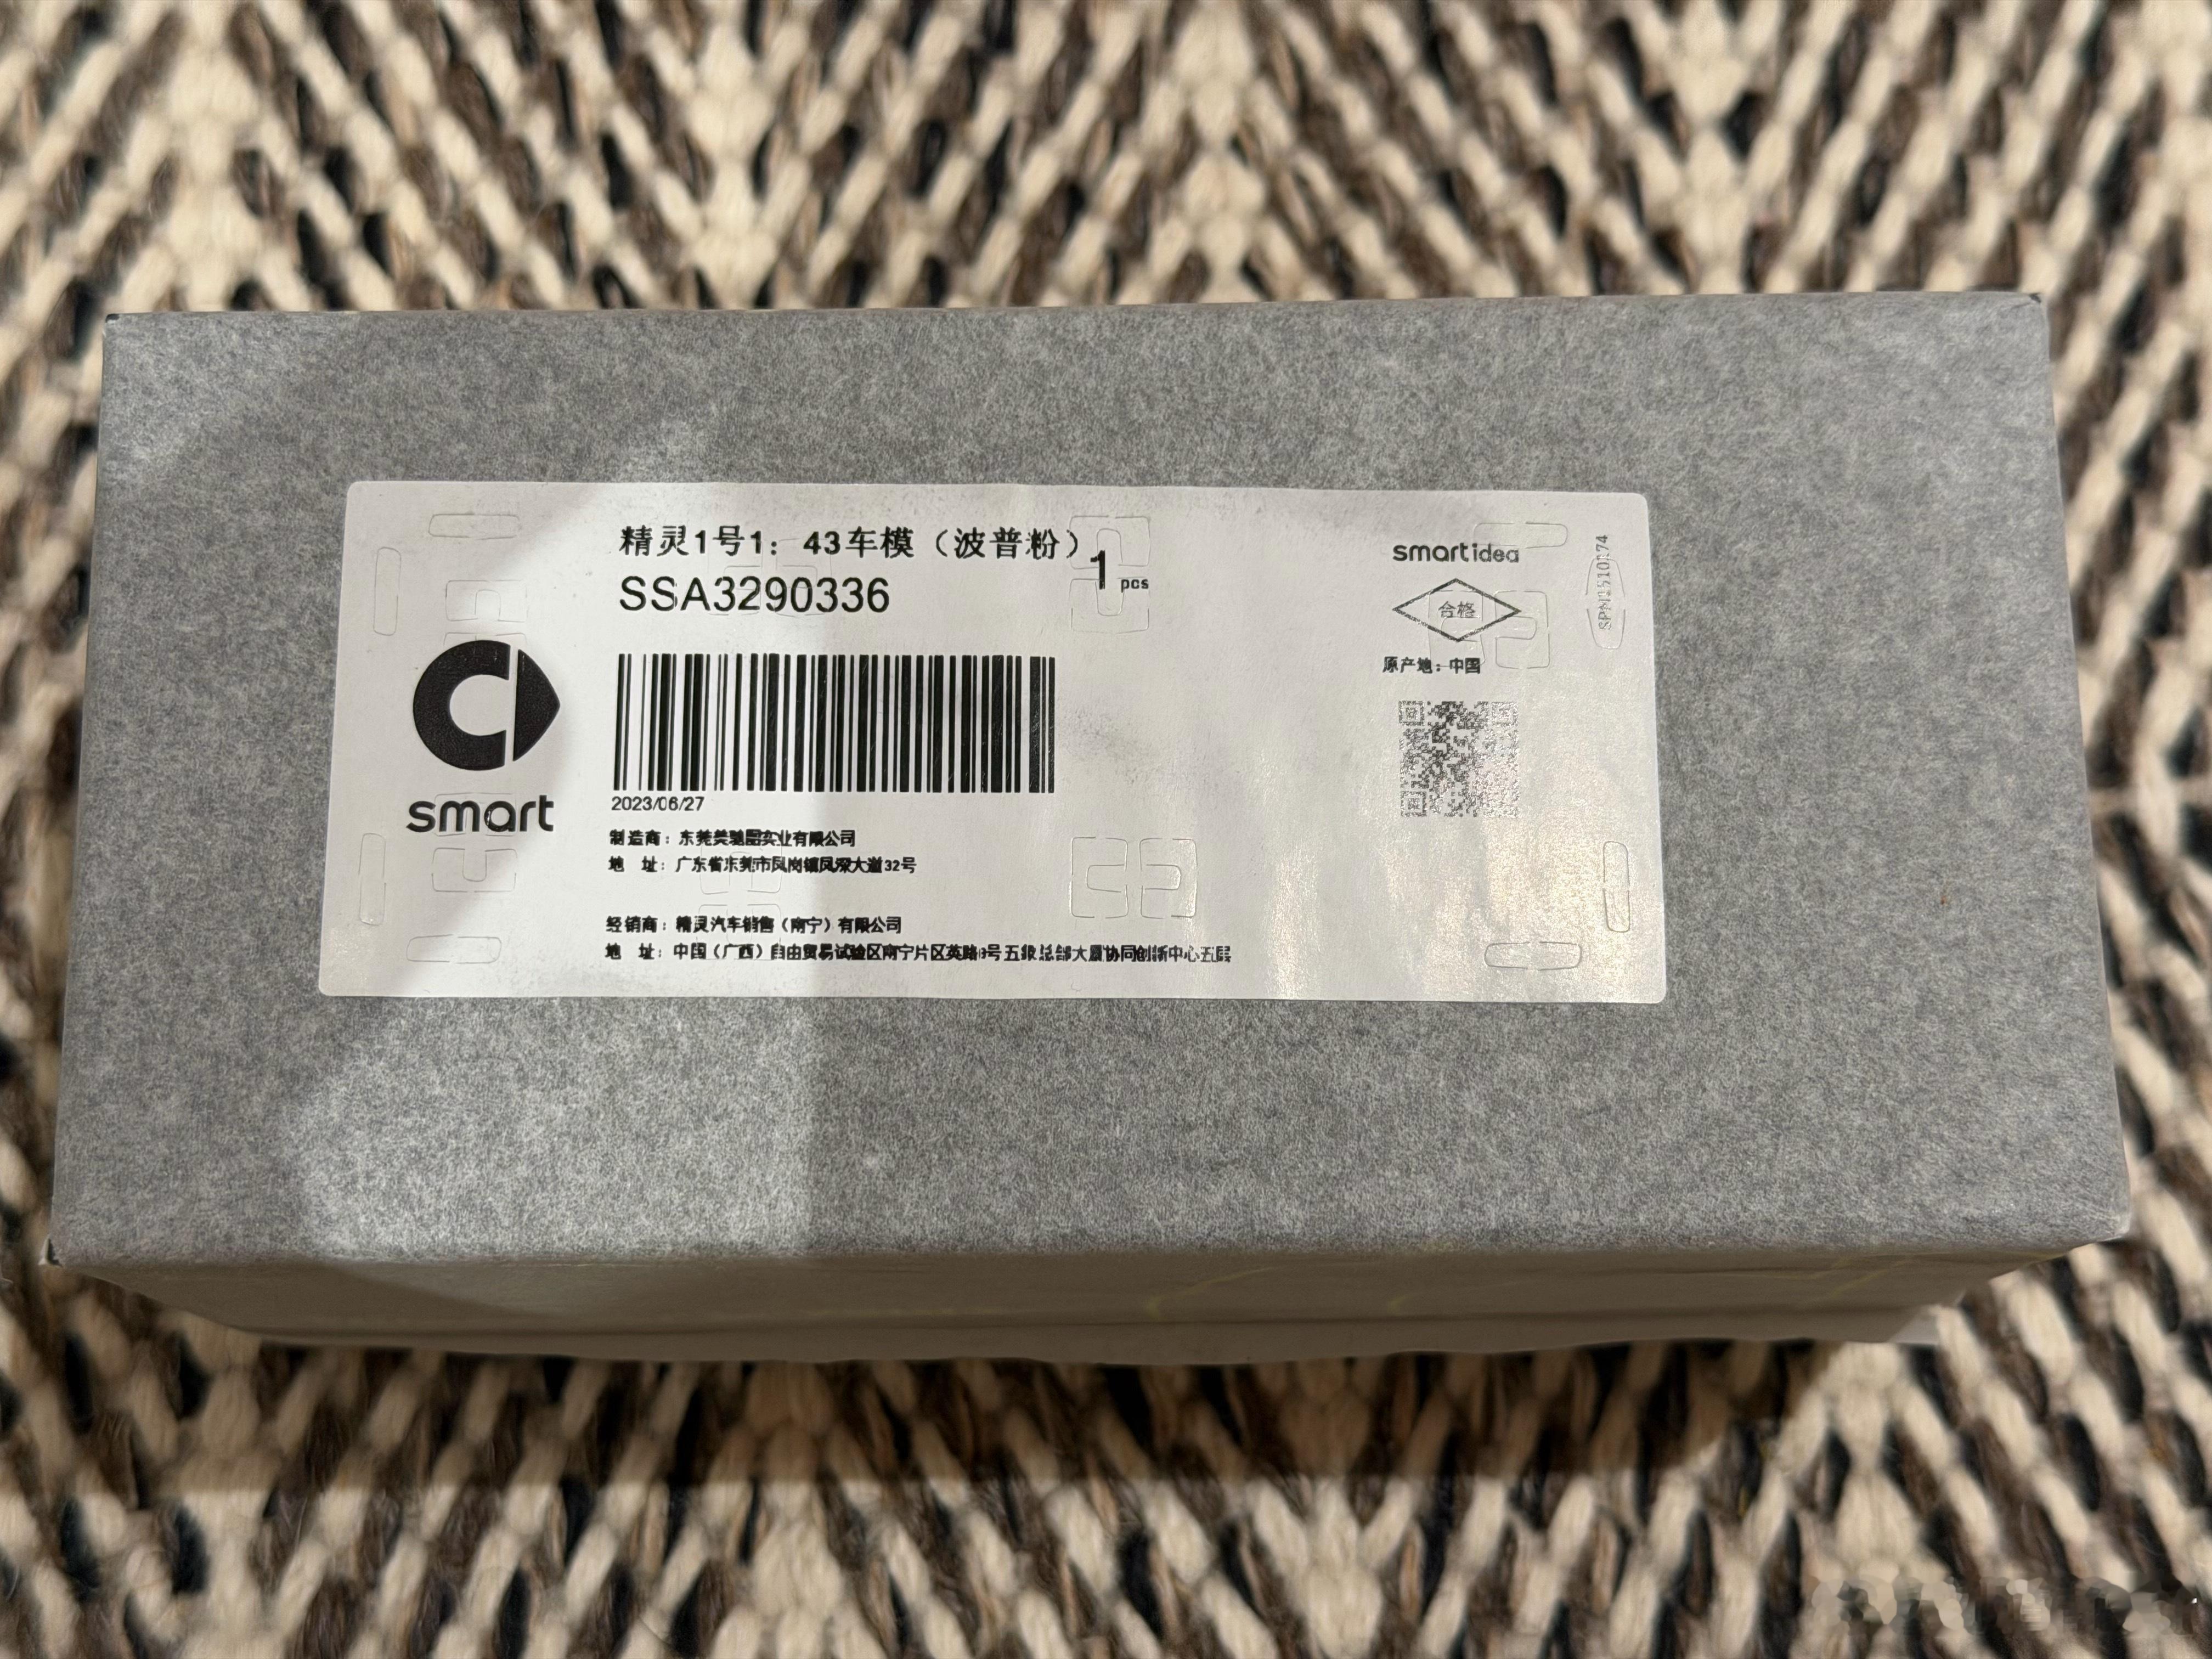 精灵1号1：43车模（波普粉）
SSA3290336
1 pcs
smart
2023/06/27
制造商：东莞美驰图实业有限公司
地 址：广东省东莞市凤岗镇凤深大道32号
经销商：精灵汽车销售（南宁）有限公司
地 址：中国（广西）自由贸易试验区南宁片区英路 号五象总部大厦协同创新中心五层
smart idea
合格
原产地：中国